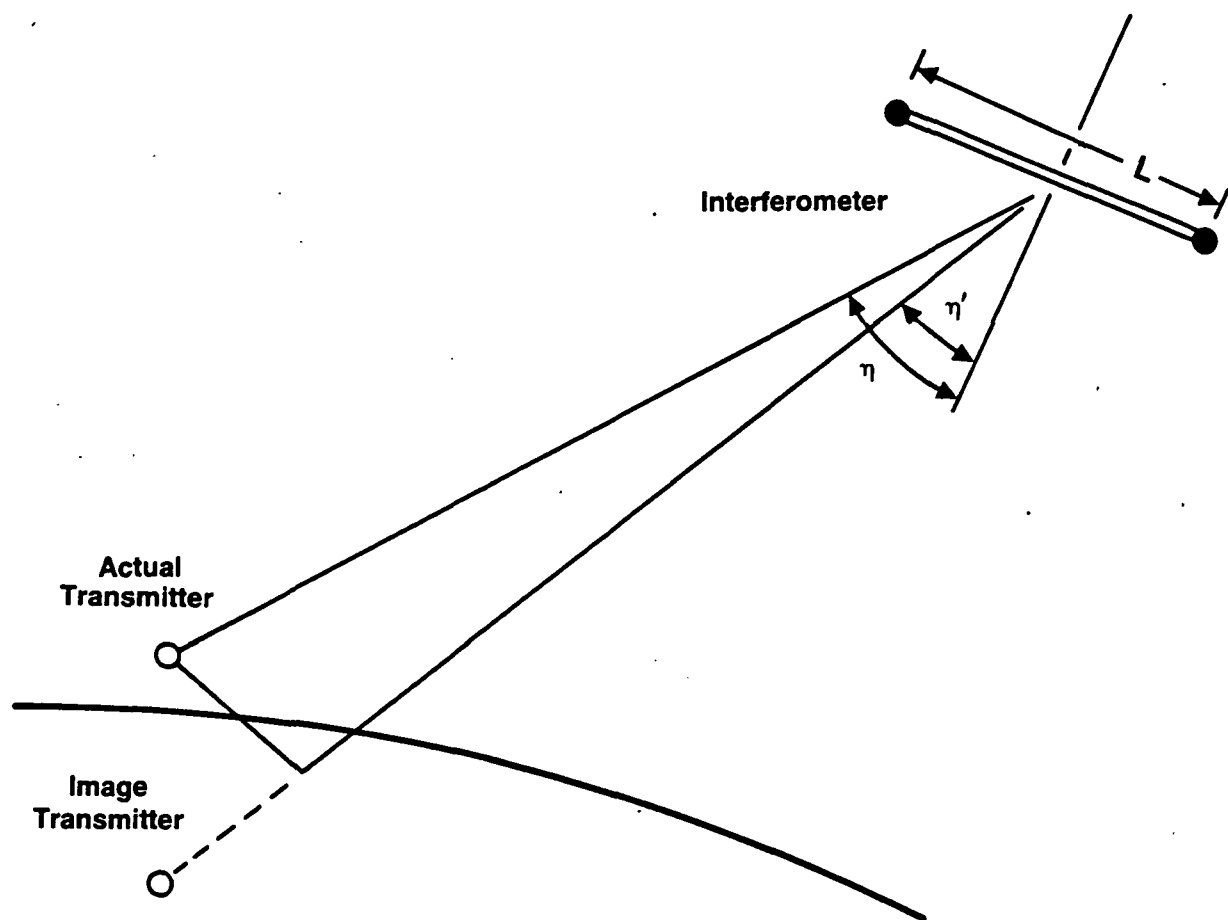 L
Interferometer
η'
η
Actual
Transmitter
Image
Transmitter